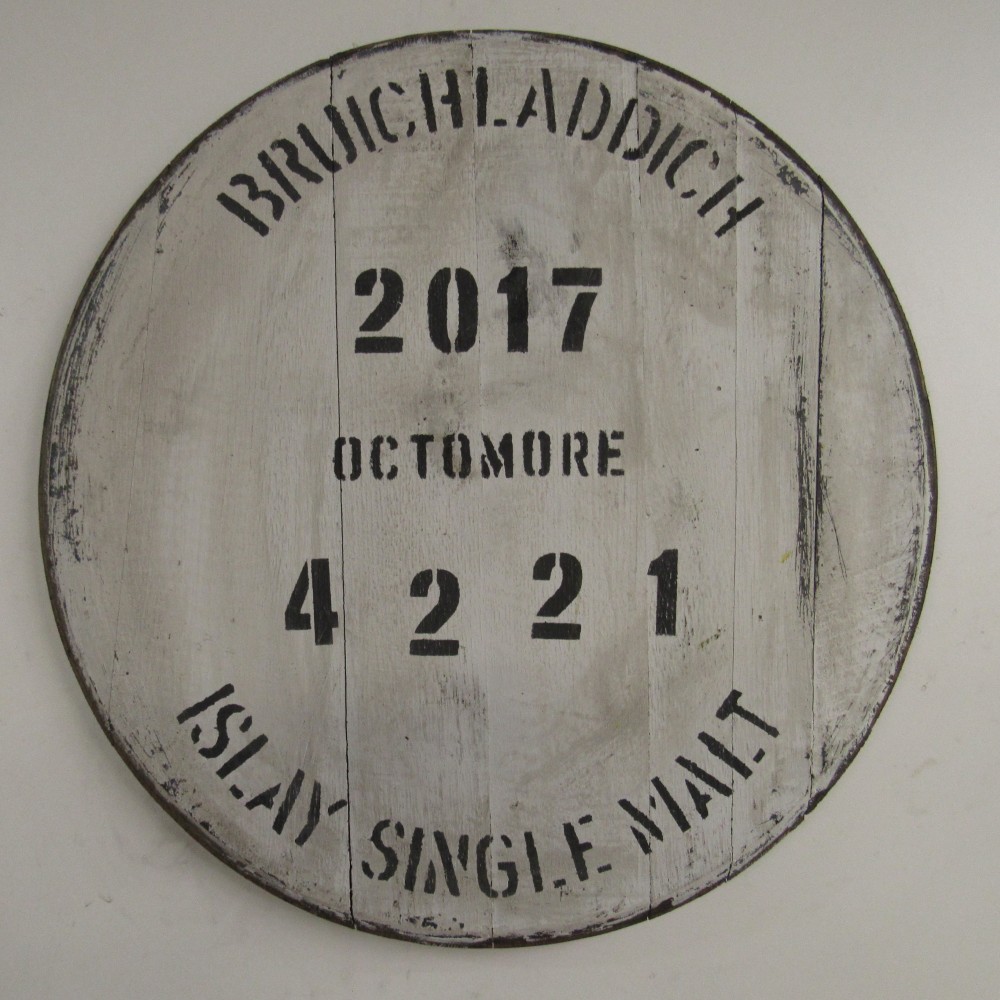 BRUICHLADDICH
2017
OCTOMORE
4 2 2 1
ISLAY SINGLE MALT